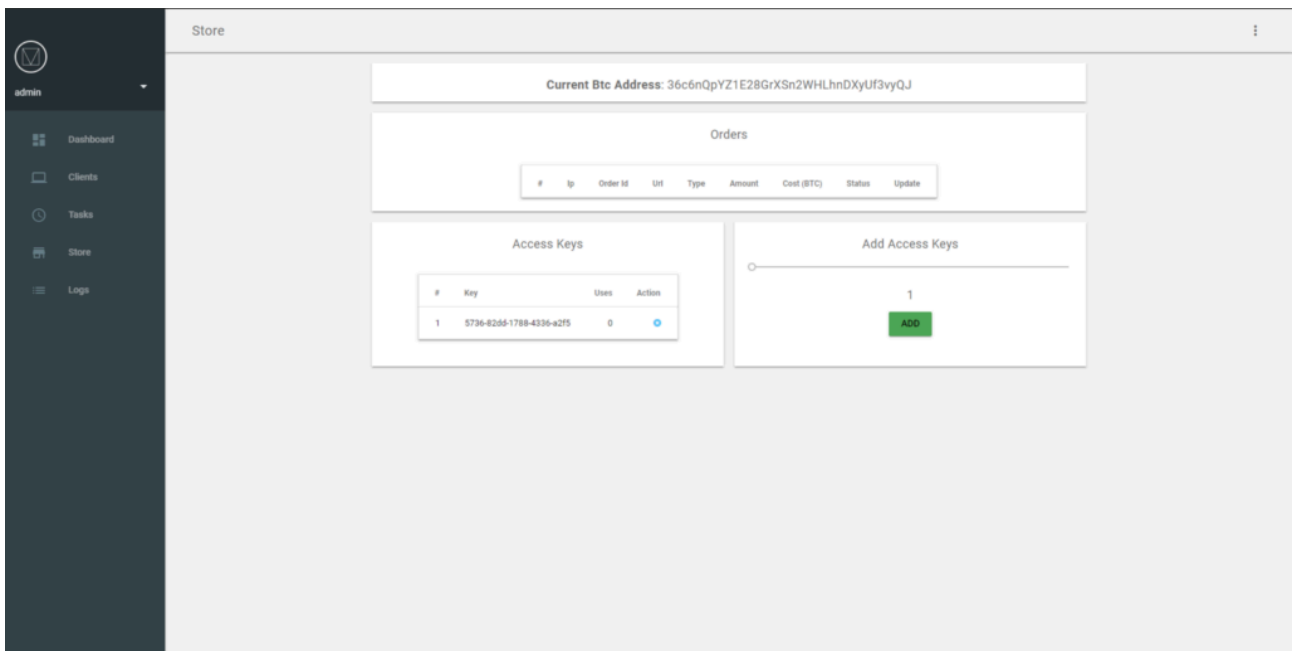 Store
admin
Dashboard
Clients
Tasks
Store
Logs
Current Btc Address: 36c6nQpYZ1E28GrXSn2WHLhnDXyUf3vyQJ
Orders
# Ip Order Id Url Type Amount Cost (BTC) Status Update
Access Keys
# Key Uses Action
1 5736-82dd-1788-4336-a2f5 0
Add Access Keys
1
ADD